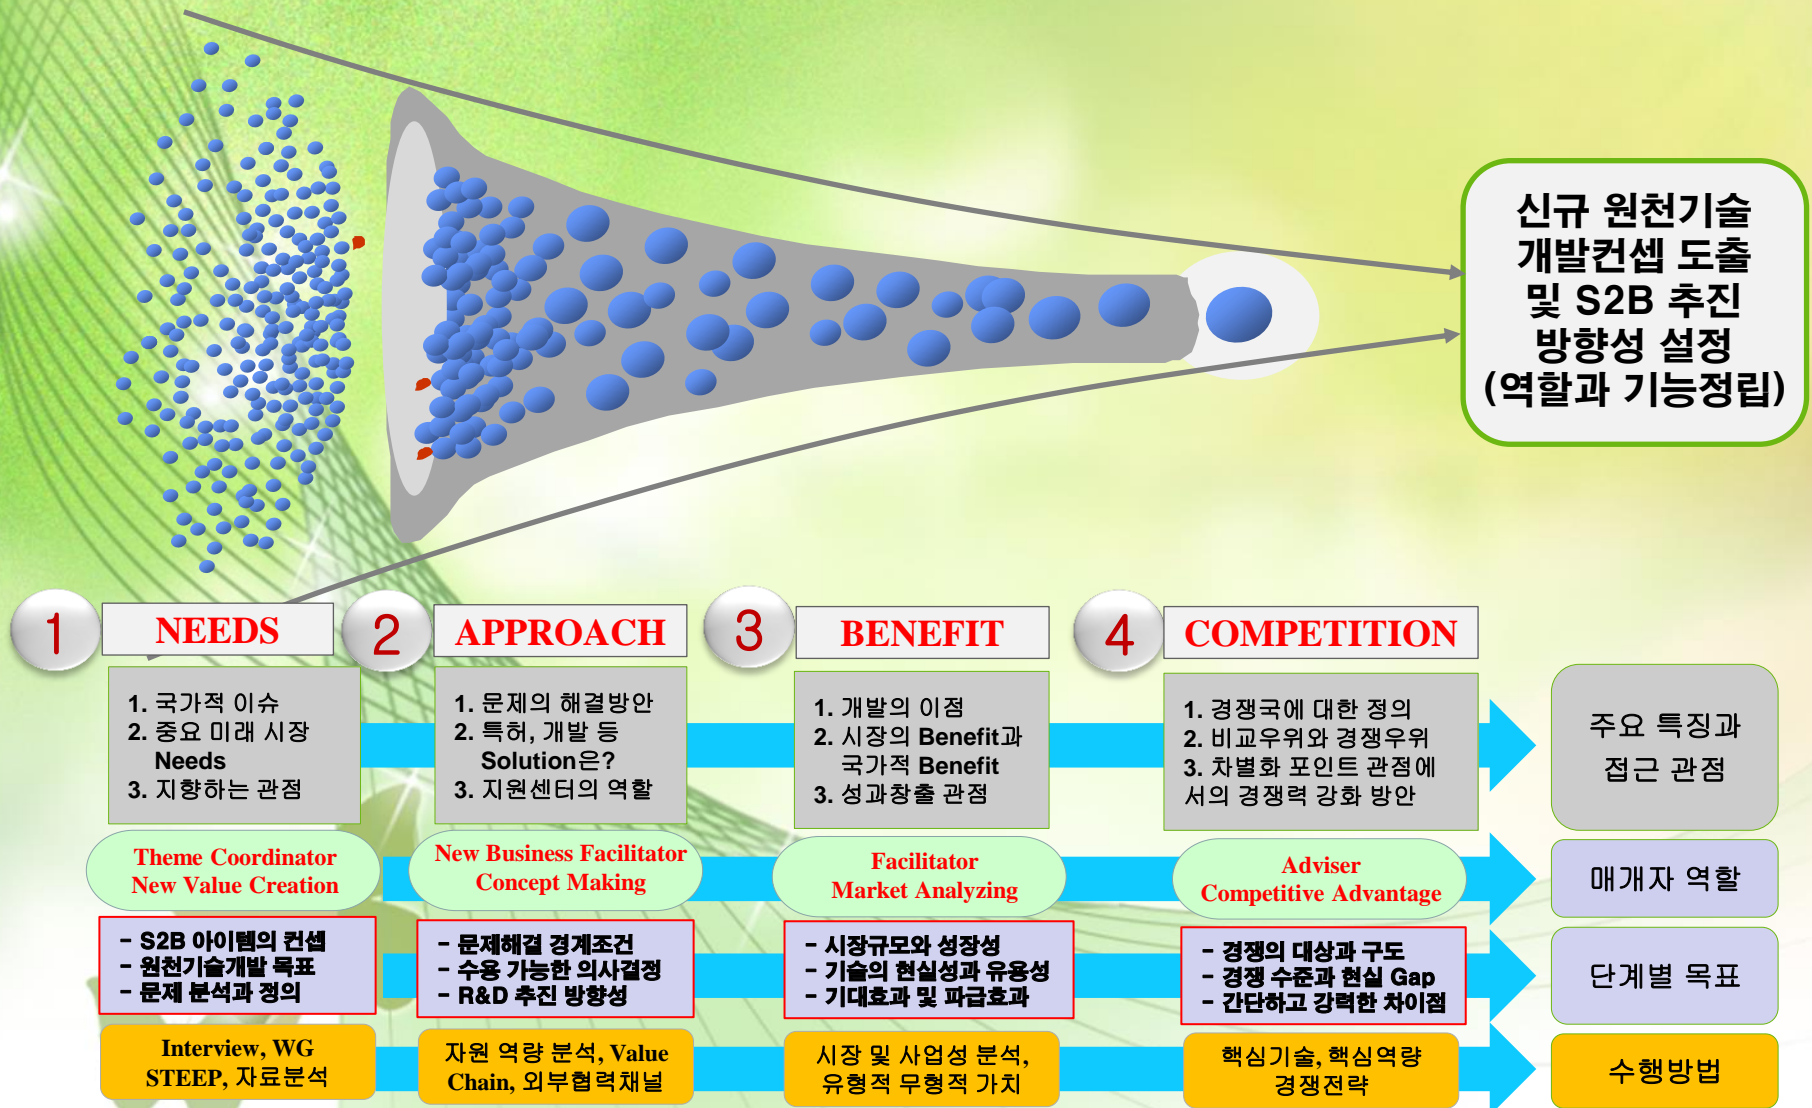 신규 원천기술
개발컨셉 도출
및 S2B 추진
방향성 설정
(역할과 기능정립)
1
NEEDS
2
APPROACH
3
BENEFIT
4
COMPETITION
1. 국가적 이슈
2. 중요 미래 시장
Needs
3. 지향하는 관점
1. 문제의 해결방안
2. 특허, 개발 등
Solution은?
3. 지원센터의 역할
1. 개발의 이점
2. 시장의 Benefit과
국가적 Benefit
3. 성과창출 관점
1. 경쟁국에 대한 정의
2. 비교우위와 경쟁우위
3. 차별화 포인트 관점에
서의 경쟁력 강화 방안
주요 특징과
접근 관점
Theme Coordinator
New Value Creation
New Business Facilitator
Concept Making
Facilitator
Market Analyzing
Adviser
Competitive Advantage
매개자 역할
- S2B 아이템의 컨셉
- 원천기술개발 목표
- 문제 분석과 정의
- 문제해결 경계조건
- 수용 가능한 의사결정
- R&D 추진 방향성
- 시장규모와 성장성
- 기술의 현실성과 유용성
- 기대효과 및 파급효과
- 경쟁의 대상과 구도
- 경쟁 수준과 현실 Gap
- 간단하고 강력한 차이점
단계별 목표
Interview, WG
STEEP, 자료분석
자원 역량 분석, Value
Chain, 외부협력채널
시장 및 사업성 분석,
유형적 무형적 가치
핵심기술, 핵심역량
경쟁전략
수행방법